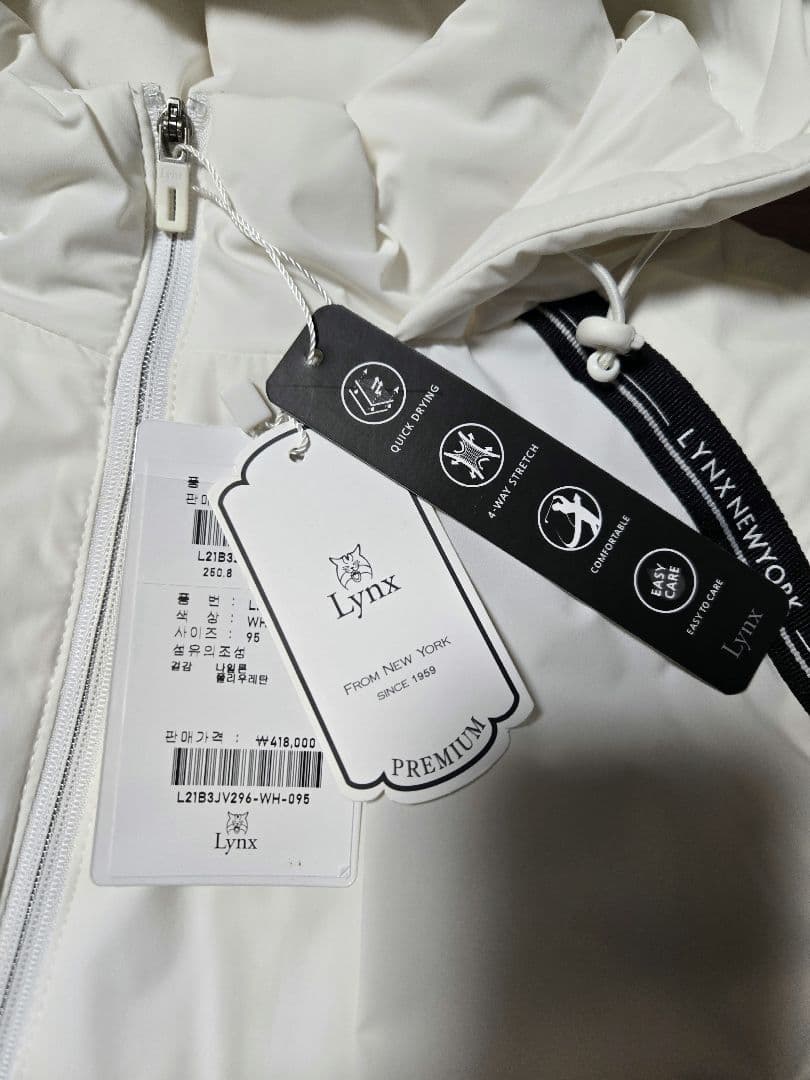 Lynx
QUICK DRYING
4-WAY STRETCH
COMFORTABLE
EASY CARE
EASY TO CARE
Lynx
LYNX NEW YORK
Lynx
FROM NEW YORK
SINCE 1959
PREMIUM
품
판
L21B3
250.8
품 번 : L
색 상 : WH
사이즈 : 95
섬유의조성
겉감 나일론
폴리우레탄
판매가격 : ₩418,000
L21B3JV296-WH-095
Lynx